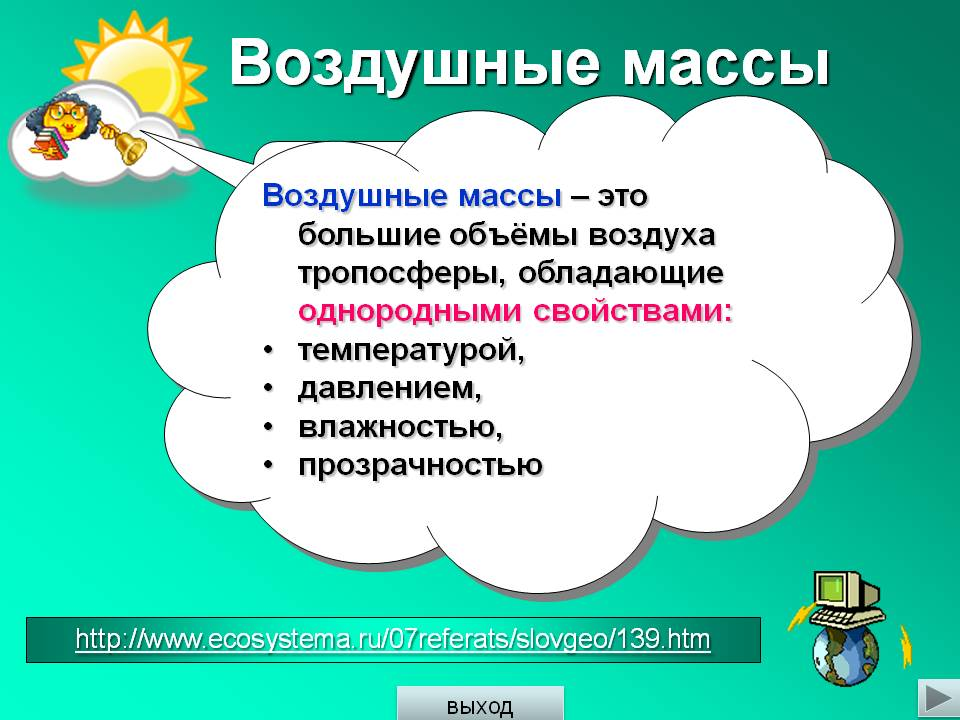 Воздушные массы
Воздушные массы – это
большие объёмы воздуха
тропосферы, обладающие
однородными свойствами:
• температурой,
• давлением,
• влажностью,
• прозрачностью
http://www.ecosystema.ru/07referats/slovgeo/139.htm
выход